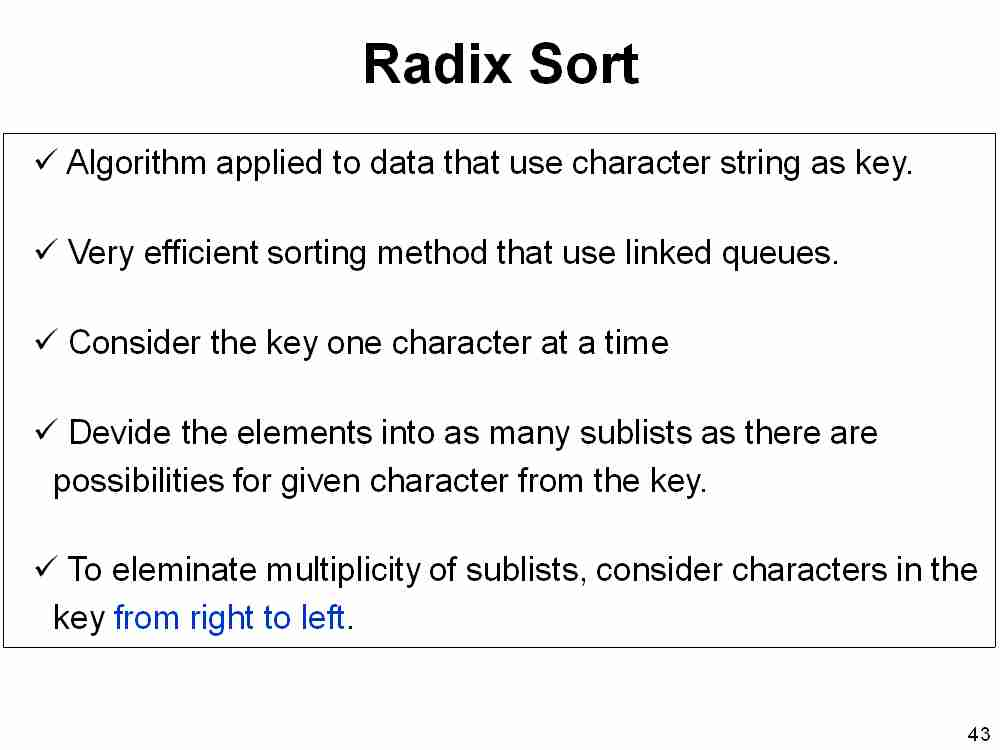 Radix Sort
✓ Algorithm applied to data that use character string as key.
✓ Very efficient sorting method that use linked queues.
✓ Consider the key one character at a time
✓ Devide the elements into as many sublists as there are
possibilities for given character from the key.
✓ To eleminate multiplicity of sublists, consider characters in the
key from right to left.
43